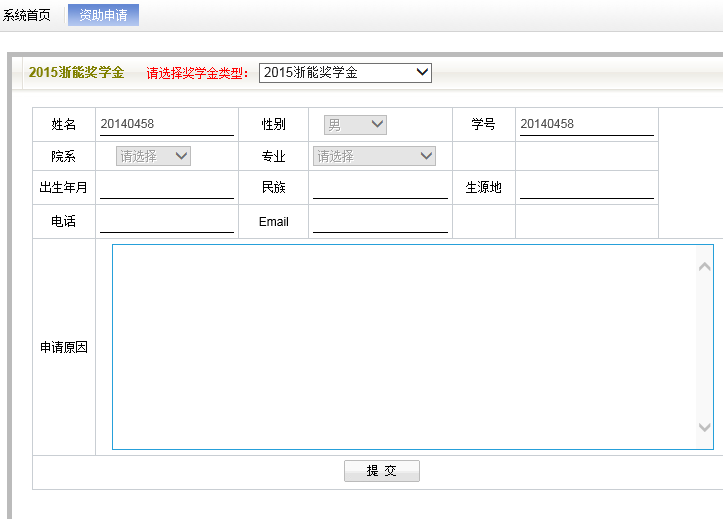 系统首页 资助申请
2015浙能奖学金 请选择奖学金类型： 2015浙能奖学金
姓名 20140458 性别 男 学号 20140458
院系 请选择 专业 请选择
出生年月 民族 生源地
电话 Email
申请原因
提 交